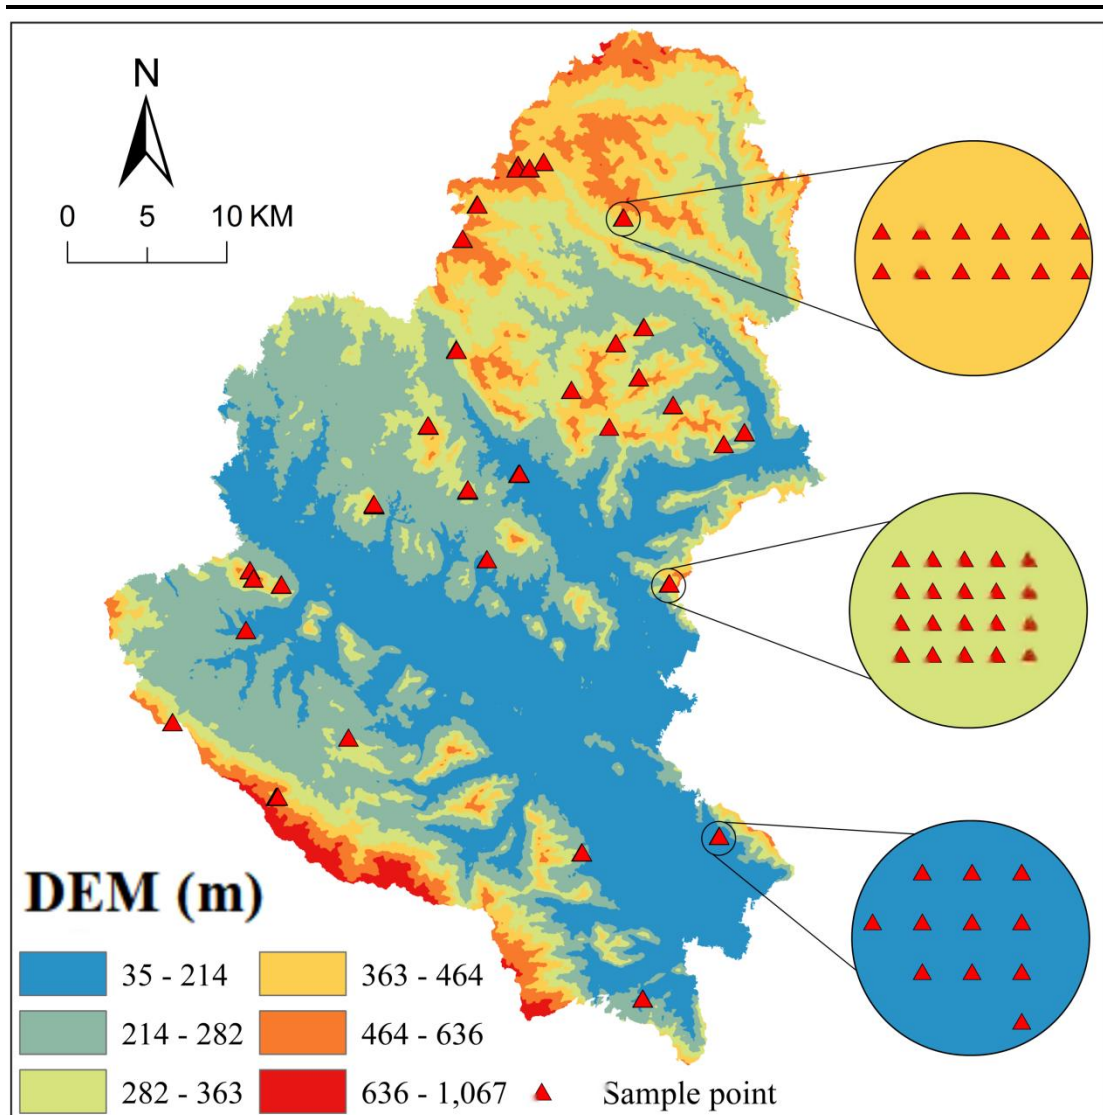 N
0 5 10 KM
DEM (m)
35 - 214 363 - 464
214 - 282 464 - 636
282 - 363 636 - 1,067 Sample point